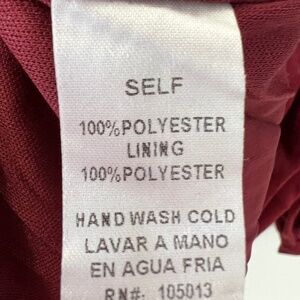 SELF
100%POLYESTER
LINING
100%POLYESTER
HAND WASH COLD
LAVAR A MANO
EN AGUA FRIA
RN#: 105013